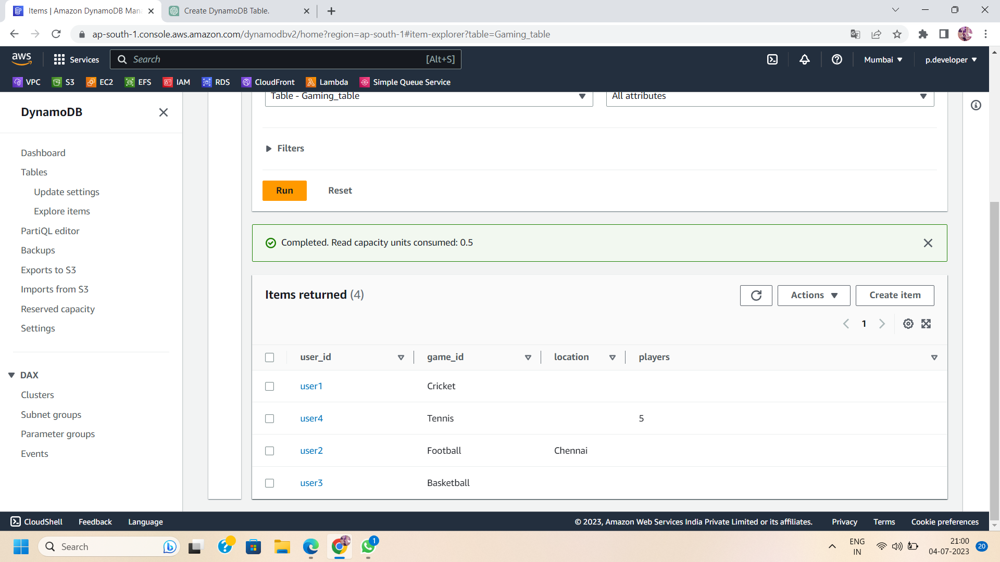 Items | Amazon DynamoDB Man
Create DynamoDB Table.
ap-south-1.console.aws.amazon.com/dynamodbv2/home?region=ap-south-1#item-explorer?table=Gaming_table
aws
Services
Search
[Alt+S]
Mumbai
p.developer
VPC
S3
EC2
EFS
IAM
RDS
CloudFront
Lambda
Simple Queue Service
DynamoDB
Dashboard
Tables
Update settings
Explore items
PartiQL editor
Backups
Exports to S3
Imports from S3
Reserved capacity
Settings
DAX
Clusters
Subnet groups
Parameter groups
Events
Table - Gaming_table
All attributes
Filters
Run
Reset
Completed. Read capacity units consumed: 0.5
Items returned (4)
Actions
Create item
1
user_id game_id location players
user1 Cricket
user4 Tennis 5
user2 Football Chennai
user3 Basketball
CloudShell
Feedback
Language
© 2023, Amazon Web Services India Private Limited or its affiliates.
Privacy
Terms
Cookie preferences
Search
1
ENG
IN
21:00
04-07-2023
20